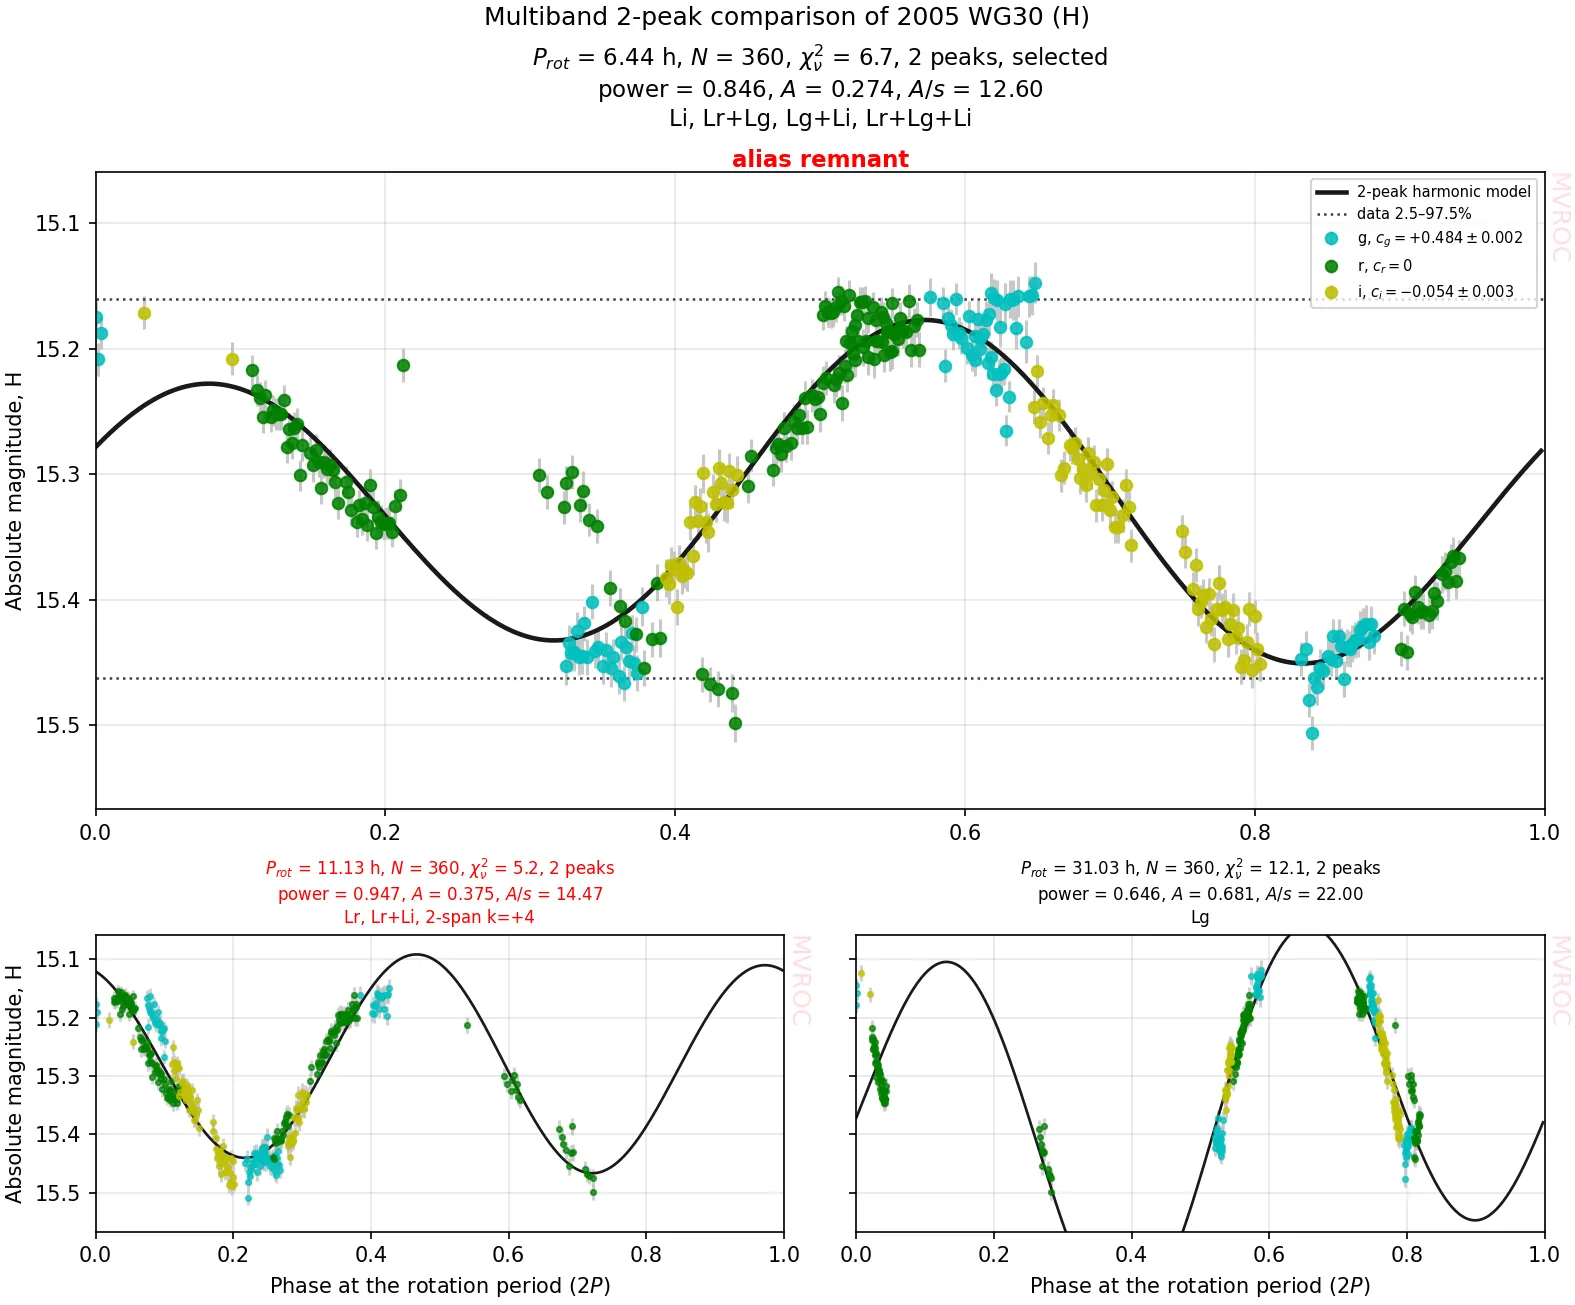 Multiband 2-peak comparison of 2005 WG30 (H)
P_rot = 6.44 h, N = 360, χ²_ν = 6.7, 2 peaks, selected
power = 0.846, A = 0.274, A/s = 12.60
Li, Lr+Lg, Lg+Li, Lr+Lg+Li
alias remnant
2-peak harmonic model
data 2.5–97.5%
g, c_g = +0.484 ± 0.002
r, c_r = 0
i, c_i = −0.054 ± 0.003
MVROC
Absolute magnitude, H
15.1
15.2
15.3
15.4
15.5
0.0 0.2 0.4 0.6 0.8 1.0
P_rot = 11.13 h, N = 360, χ²_ν = 5.2, 2 peaks
power = 0.947, A = 0.375, A/s = 14.47
Lr, Lr+Li, 2-span k=+4
MVROC
Absolute magnitude, H
15.1
15.2
15.3
15.4
15.5
0.0 0.2 0.4 0.6 0.8 1.0
Phase at the rotation period (2P)
P_rot = 31.03 h, N = 360, χ²_ν = 12.1, 2 peaks
power = 0.646, A = 0.681, A/s = 22.00
Lg
MVROC
0.0 0.2 0.4 0.6 0.8 1.0
Phase at the rotation period (2P)